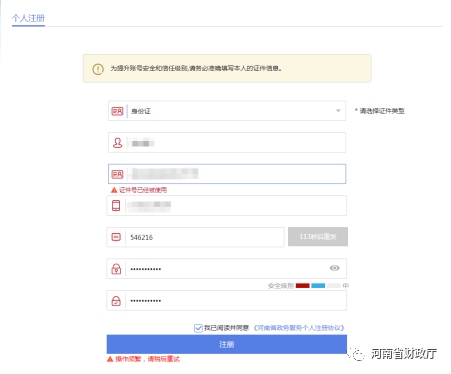 个人注册
为提升账号安全和信任级别,请务必准确填写本人的证件信息。
身份证
* 请选择证件类型
证件号已经被使用
546216
113秒后重发
•••••••••••
安全级别 中
•••••••••••
我已阅读并同意 《河南省政务服务个人注册协议》
注册
操作频繁，请稍后重试
河南省财政厅